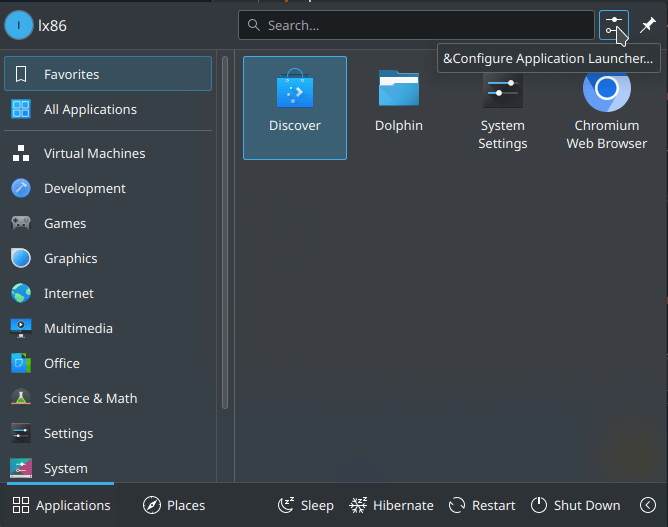 I
lx86
Search...
&Configure Application Launcher...
Favorites
All Applications
Virtual Machines
Development
Games
Graphics
Internet
Multimedia
Office
Science & Math
Settings
System
Discover
Dolphin
System
Settings
Chromium
Web Browser
Applications
Places
Sleep
Hibernate
Restart
Shut Down